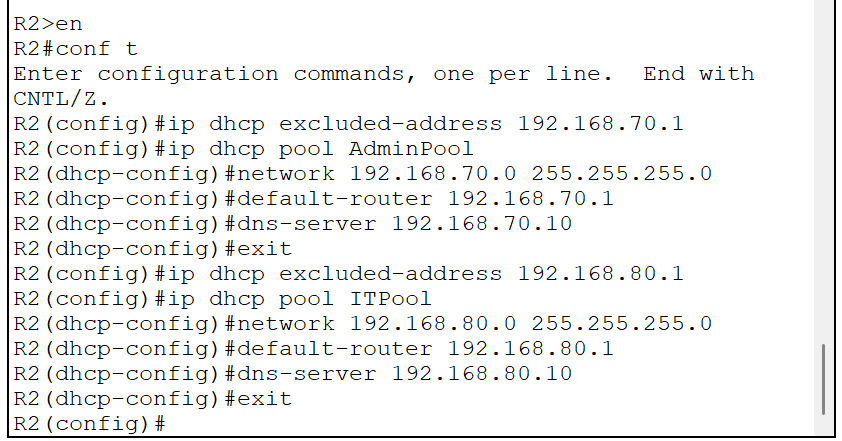 R2>en
R2#conf t
Enter configuration commands, one per line.  End with
CNTL/Z.
R2(config)#ip dhcp excluded-address 192.168.70.1
R2(config)#ip dhcp pool AdminPool
R2(dhcp-config)#network 192.168.70.0 255.255.255.0
R2(dhcp-config)#default-router 192.168.70.1
R2(dhcp-config)#dns-server 192.168.70.10
R2(dhcp-config)#exit
R2(config)#ip dhcp excluded-address 192.168.80.1
R2(config)#ip dhcp pool ITPool
R2(dhcp-config)#network 192.168.80.0 255.255.255.0
R2(dhcp-config)#default-router 192.168.80.1
R2(dhcp-config)#dns-server 192.168.80.10
R2(dhcp-config)#exit
R2(config)#